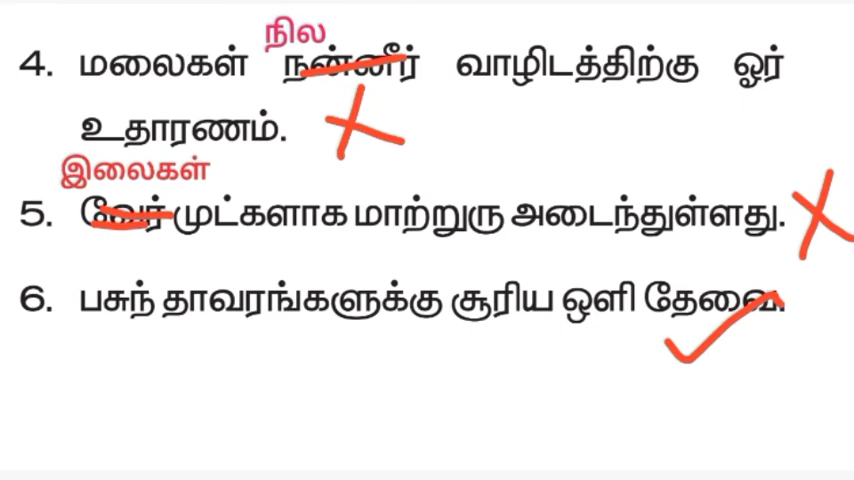 நில
4. மலைகள் நன்னீர் வாழிடத்திற்கு ஓர்
உதாரணம்.
இலைகள்
5. வேர் முட்களாக மாற்றுரு அடைந்துள்ளது.
6. பசுந் தாவரங்களுக்கு சூரிய ஒளி தேவை.